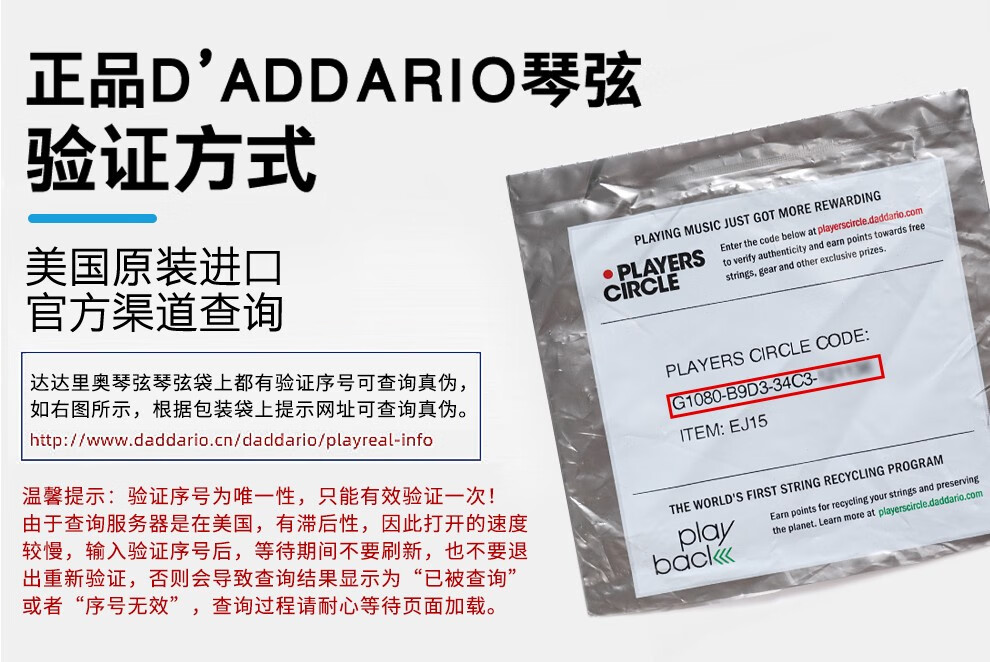 正品D’ADDARIO琴弦
验证方式
美国原装进口
官方渠道查询
达达里奥琴弦琴弦袋上都有验证序号可查询真伪，
如右图所示，根据包装袋上提示网址可查询真伪。
http://www.daddario.cn/daddario/playreal-info
温馨提示：验证序号为唯一性，只能有效验证一次！
由于查询服务器是在美国，有滞后性，因此打开的速度
较慢，输入验证序号后，等待期间不要刷新，也不要退
出重新验证，否则会导致查询结果显示为“已被查询”
或者“序号无效”，查询过程请耐心等待页面加载。
PLAYING MUSIC JUST GOT MORE REWARDING
PLAYERS
CIRCLE
Enter the code below at playerscircle.daddario.com
to verify authenticity and earn points towards free
strings, gear and other exclusive prizes.
PLAYERS CIRCLE CODE:
G1080-B9D3-34C3-
ITEM: EJ15
THE WORLD'S FIRST STRING RECYCLING PROGRAM
play
back
Earn points for recycling your strings and preserving
the planet. Learn more at playerscircle.daddario.com